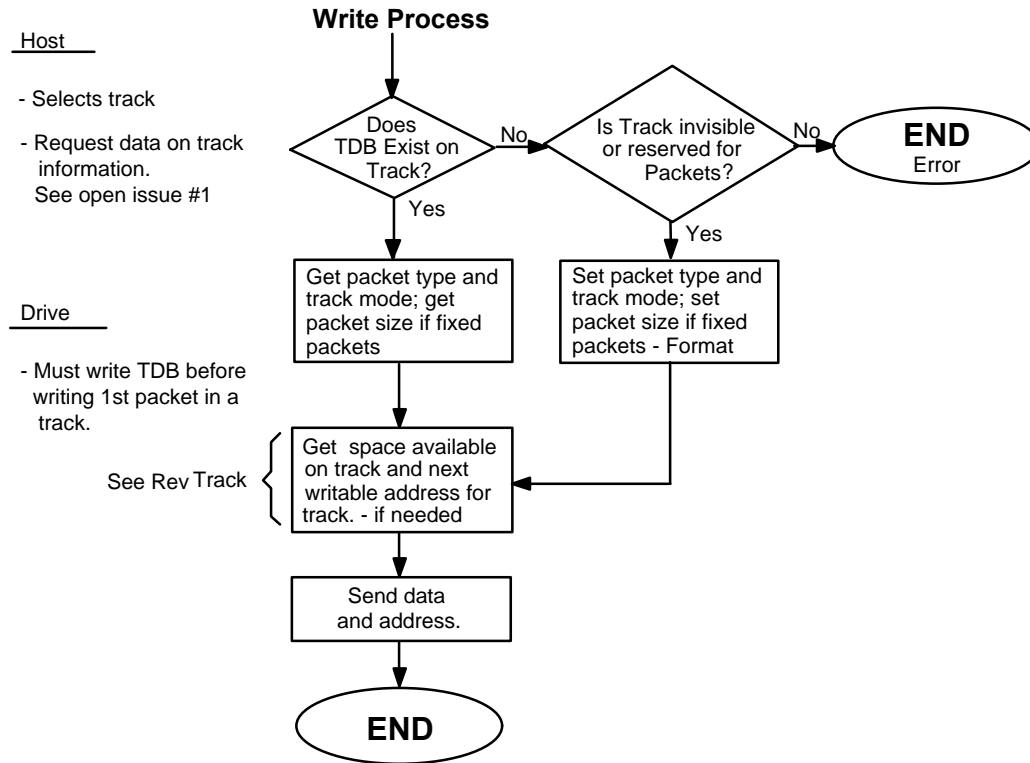 Write Process
Host
- Selects track
- Request data on track
information.
See open issue #1
Does
TDB Exist on
Track?
No
Is Track invisible
or reserved for
Packets?
No
END
Error
Yes
Yes
Get packet type and
track mode; get
packet size if fixed
packets
Set packet type and
track mode; set
packet size if fixed
packets - Format
Drive
- Must write TDB before
writing 1st packet in a
track.
See Rev Track
Get space available
on track and next
writable address for
track. - if needed
Send data
and address.
END